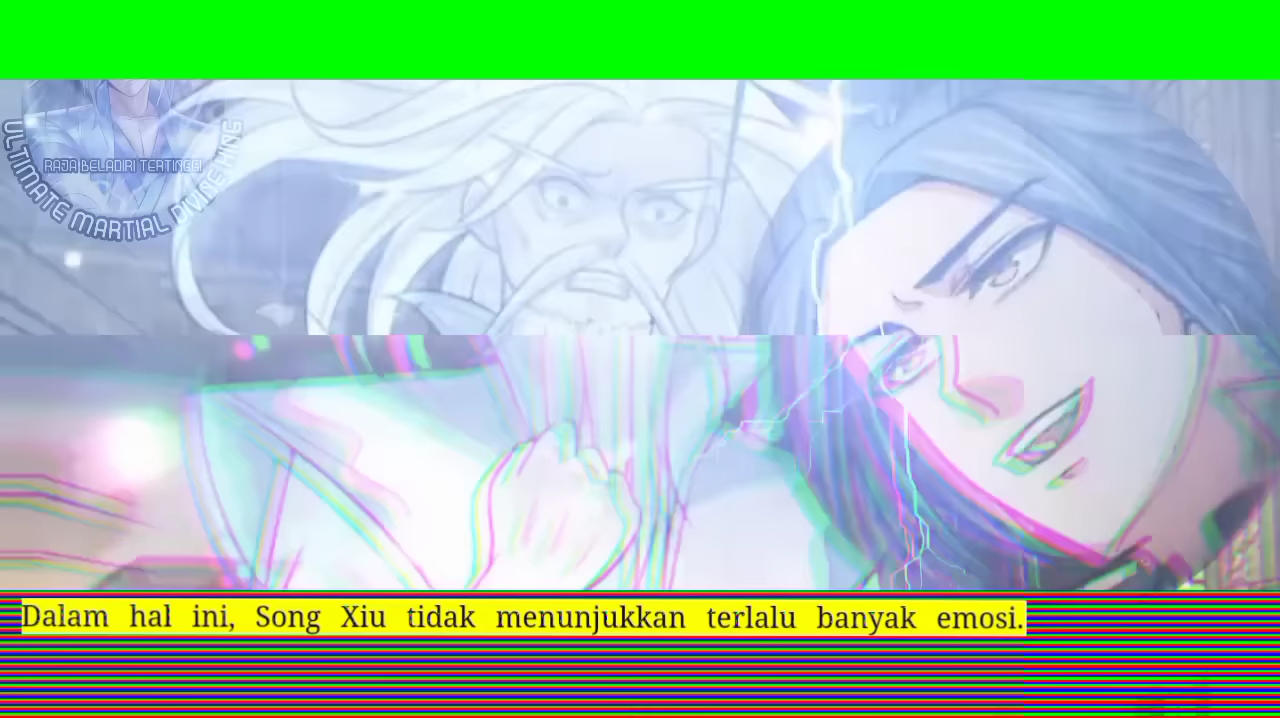 RAJA BELADIRI TERTINGGI
ULTIMATE MARTIAL DIVINE KING
Dalam hal ini, Song Xiu tidak menunjukkan terlalu banyak emosi.